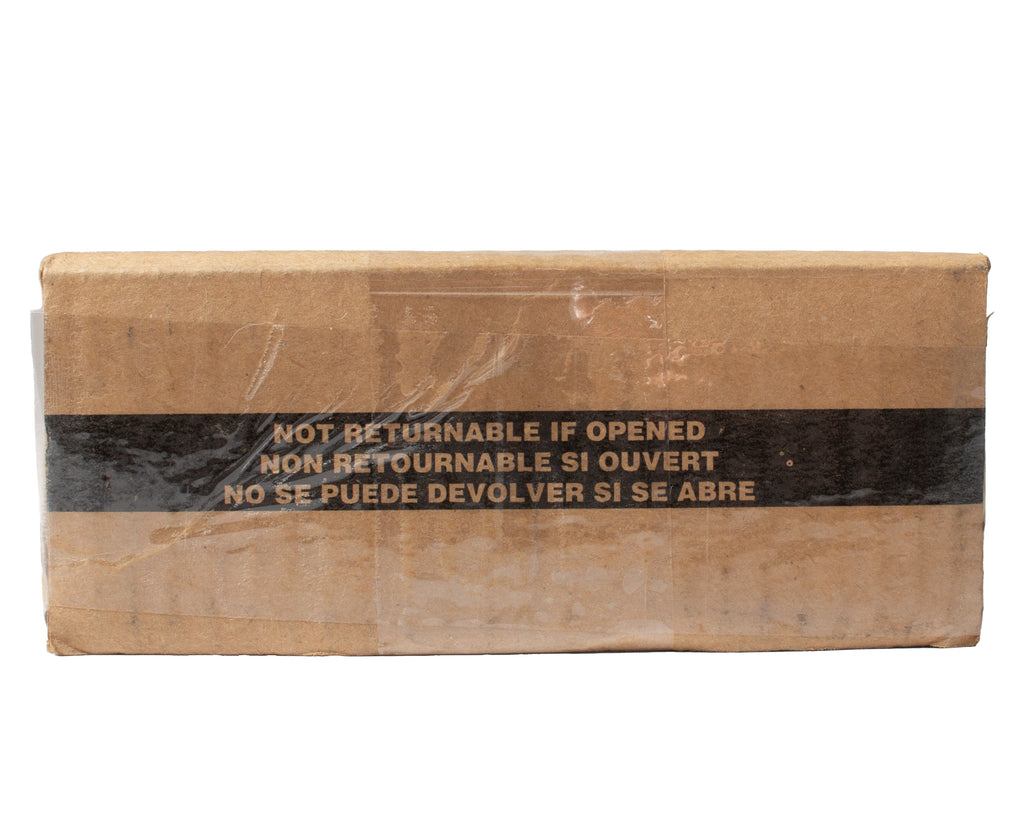 NOT RETURNABLE IF OPENED
NON RETOURNABLE SI OUVERT
NO SE PUEDE DEVOLVER SI SE ABRE